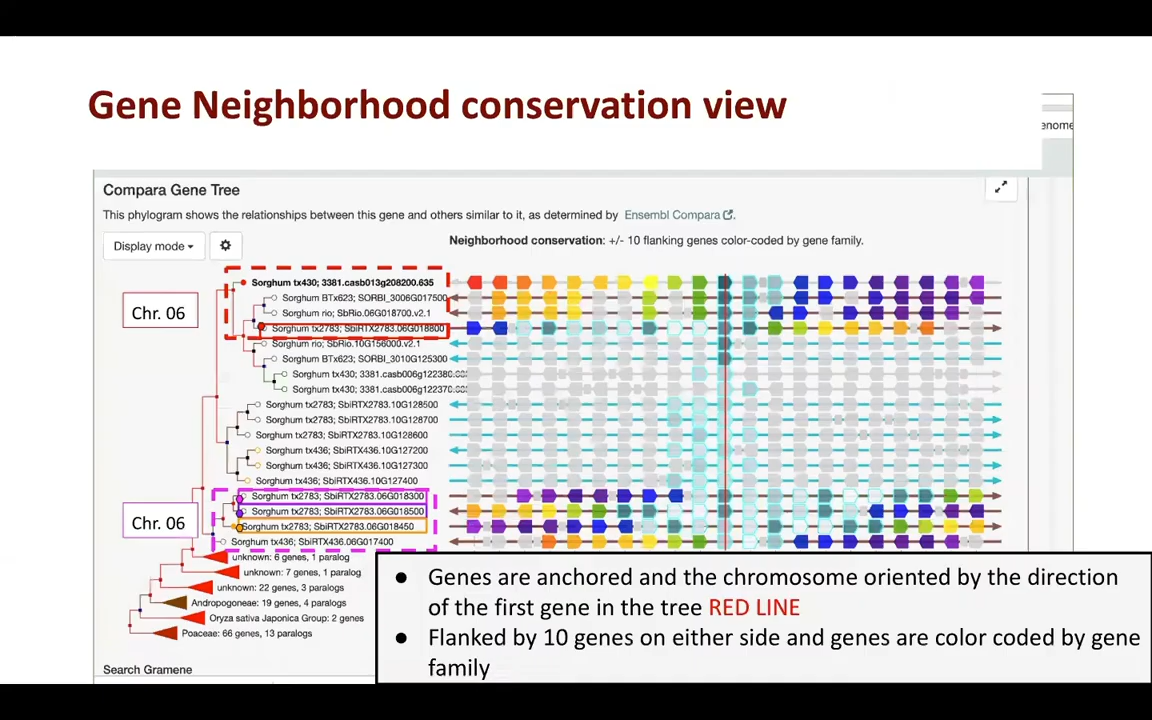 Gene Neighborhood conservation view
enome
Compara Gene Tree
This phylogram shows the relationships between this gene and others similar to it, as determined by Ensembl Compara.
Display mode
Neighborhood conservation: +/- 10 flanking genes color-coded by gene family.
Chr. 06
Sorghum tx430; 3381.casb013g208200.635
Sorghum BTx623; SORBI_3006G017500
Sorghum rio; SbRio.06G018700.v2.1
Sorghum tx2783; SbiRTX2783.06G018800
Sorghum rio; SbRio.10G156000.v2.1
Sorghum BTx623; SORBI_3010G125300
Sorghum tx430; 3381.casb006g122380.
Sorghum tx430; 3381.casb006g122370.
Sorghum tx2783; SbiRTX2783.10G128500
Sorghum tx2783; SbiRTX2783.10G128700
Sorghum tx2783; SbiRTX2783.10G128600
Sorghum tx436; SbiRTX436.10G127200
Sorghum tx436; SbiRTX436.10G127300
Sorghum tx436; SbiRTX436.10G127400
Chr. 06
Sorghum tx2783; SbiRTX2783.06G018300
Sorghum tx2783; SbiRTX2783.06G018500
Sorghum tx2783; SbiRTX2783.06G018450
Sorghum tx436; SbiRTX436.06G017400
unknown: 6 genes, 1 paralog
unknown: 7 genes, 1 paralog
unknown: 22 genes, 3 paralogs
Andropogoneae: 19 genes, 4 paralogs
Oryza sativa Japonica Group: 2 genes
Poaceae: 66 genes, 13 paralogs
Search Gramene
● Genes are anchored and the chromosome oriented by the direction
of the first gene in the tree RED LINE
● Flanked by 10 genes on either side and genes are color coded by gene
family